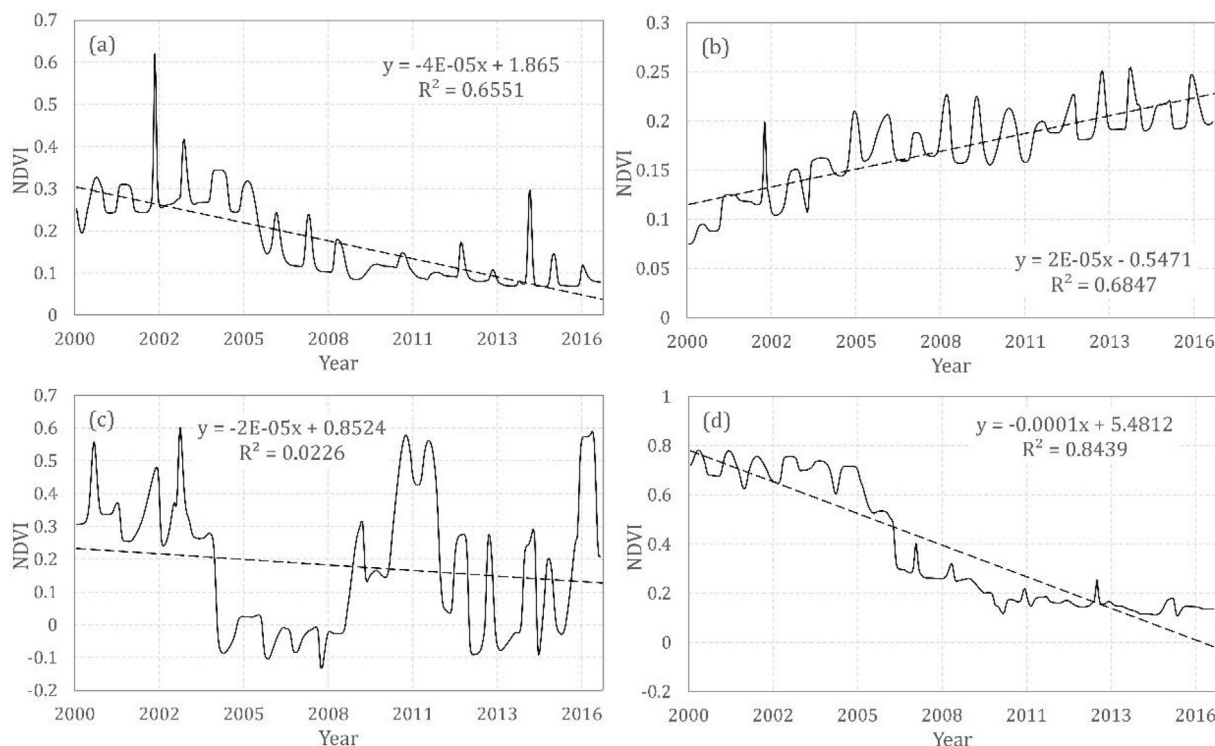 (a)
y = -4E-05x + 1.865
R² = 0.6551
NDVI
0.7
0.6
0.5
0.4
0.3
0.2
0.1
0
2000 2002 2005 2008 2011 2013 2016
Year
(b)
y = 2E-05x - 0.5471
R² = 0.6847
NDVI
0.3
0.25
0.2
0.15
0.1
0.05
0
2000 2002 2005 2008 2011 2013 2016
Year
(c)
y = -2E-05x + 0.8524
R² = 0.0226
NDVI
0.7
0.6
0.5
0.4
0.3
0.2
0.1
0
-0.1
-0.2
2000 2002 2005 2008 2011 2013 2016
Year
(d)
y = -0.0001x + 5.4812
R² = 0.8439
NDVI
1
0.8
0.6
0.4
0.2
0
-0.2
2000 2002 2005 2008 2011 2013 2016
Year